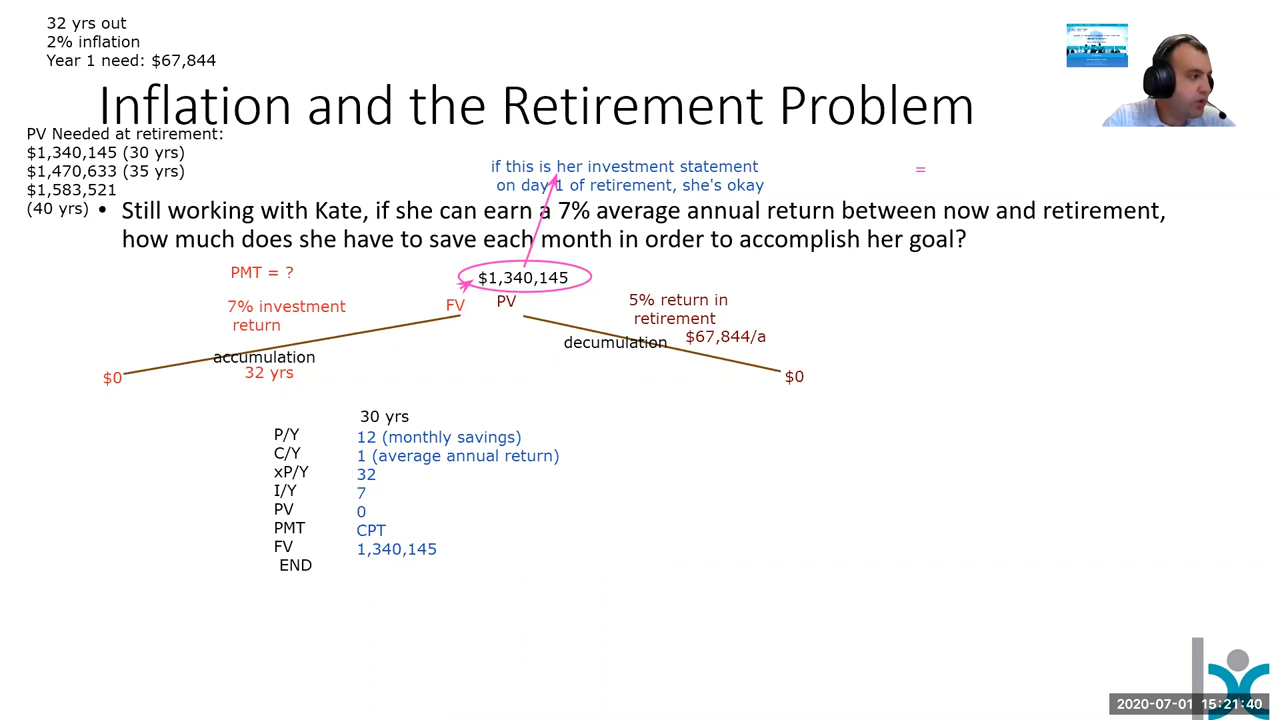 32 yrs out
2% inflation
Year 1 need: $67,844
Inflation and the Retirement Problem
PV Needed at retirement:
$1,340,145 (30 yrs)
$1,470,633 (35 yrs)
$1,583,521
(40 yrs)
if this is her investment statement
on day 1 of retirement, she's okay
=
• Still working with Kate, if she can earn a 7% average annual return between now and retirement,
how much does she have to save each month in order to accomplish her goal?
PMT = ?
$1,340,145
7% investment
return
FV
PV
5% return in
retirement
$67,844/a
accumulation
32 yrs
decumulation
$0
$0
30 yrs
P/Y 12 (monthly savings)
C/Y 1 (average annual return)
xP/Y 32
I/Y 7
PV 0
PMT CPT
FV 1,340,145
END
2020-07-01 15:21:40